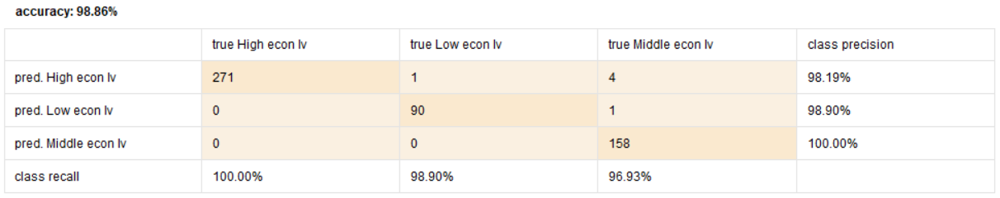 accuracy: 98.86%
true High econ lv true Low econ lv true Middle econ lv class precision
pred. High econ lv 271 1 4 98.19%
pred. Low econ lv 0 90 1 98.90%
pred. Middle econ lv 0 0 158 100.00%
class recall 100.00% 98.90% 96.93%